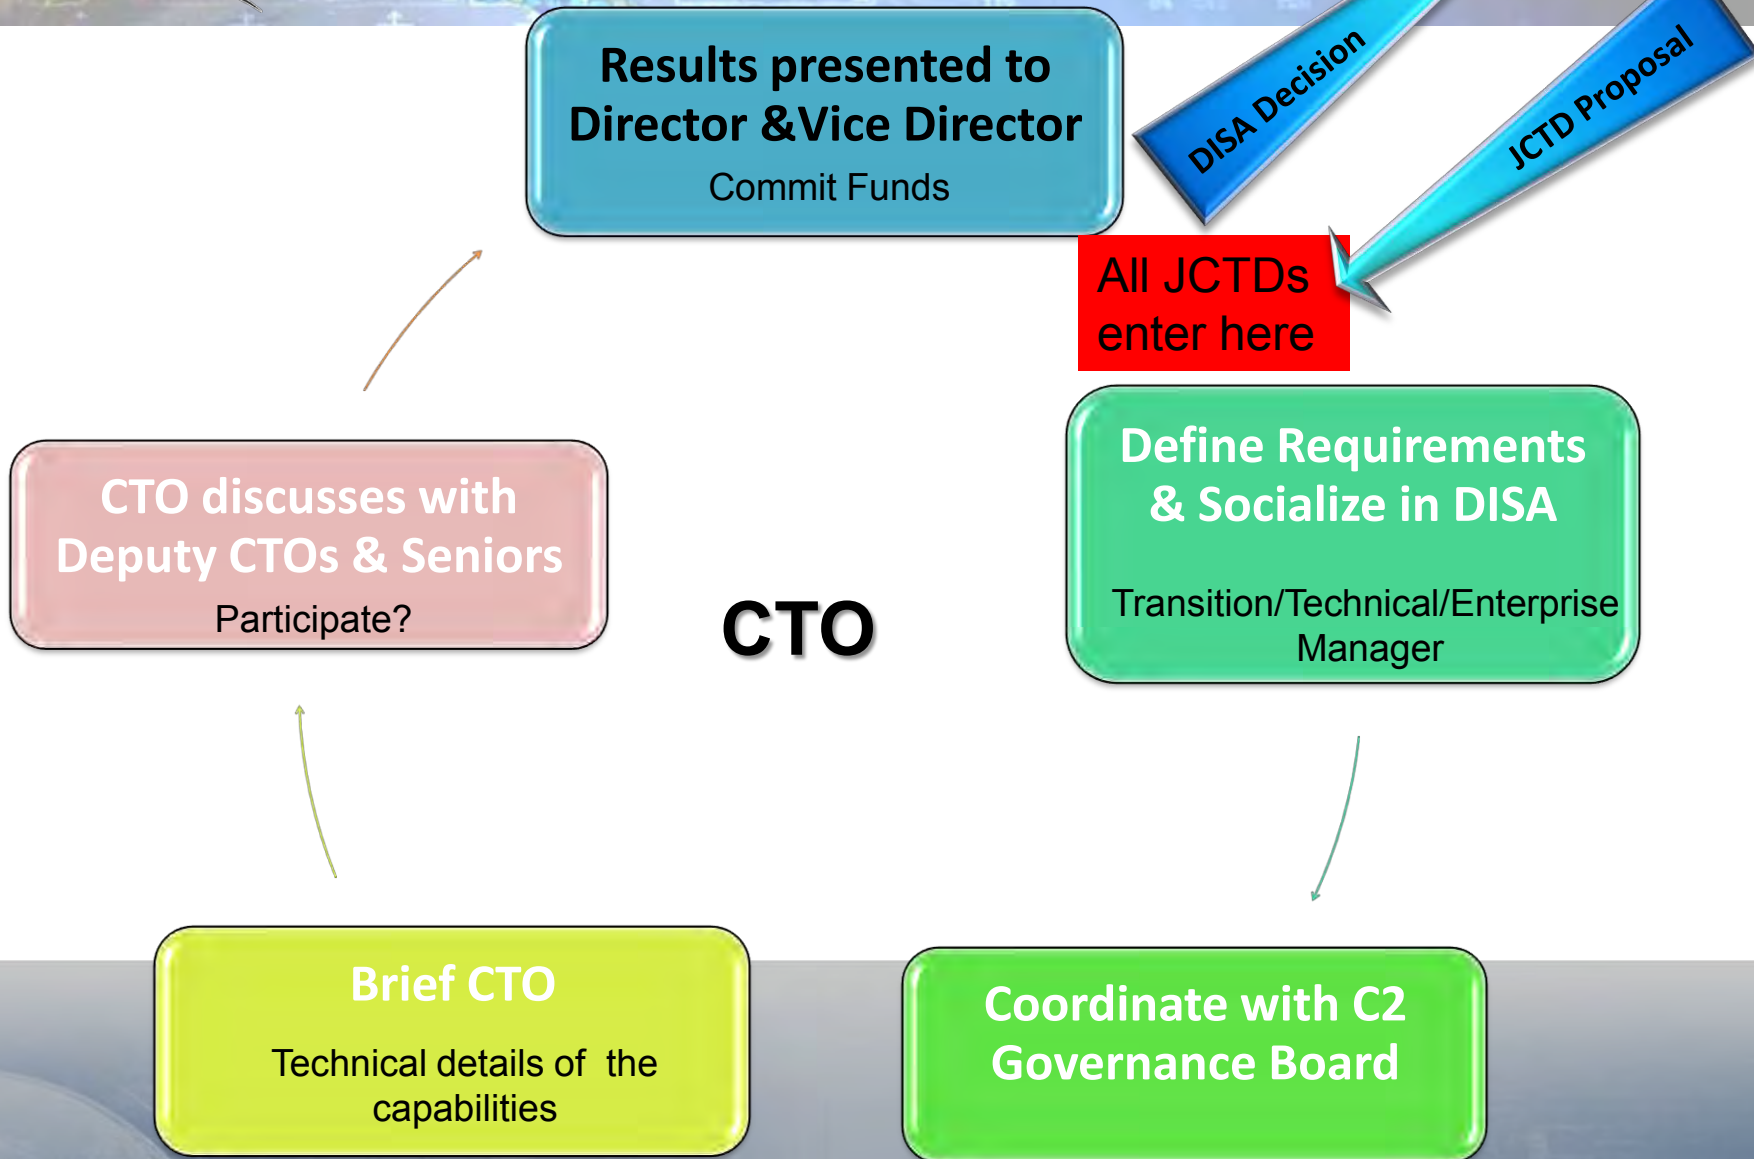 Results presented to
Director &Vice Director
Commit Funds
DISA Decision
JCTD Proposal
All JCTDs
enter here
Define Requirements
& Socialize in DISA
Transition/Technical/Enterprise
Manager
CTO discusses with
Deputy CTOs & Seniors
Participate?
CTO
Brief CTO
Technical details of the
capabilities
Coordinate with C2
Governance Board